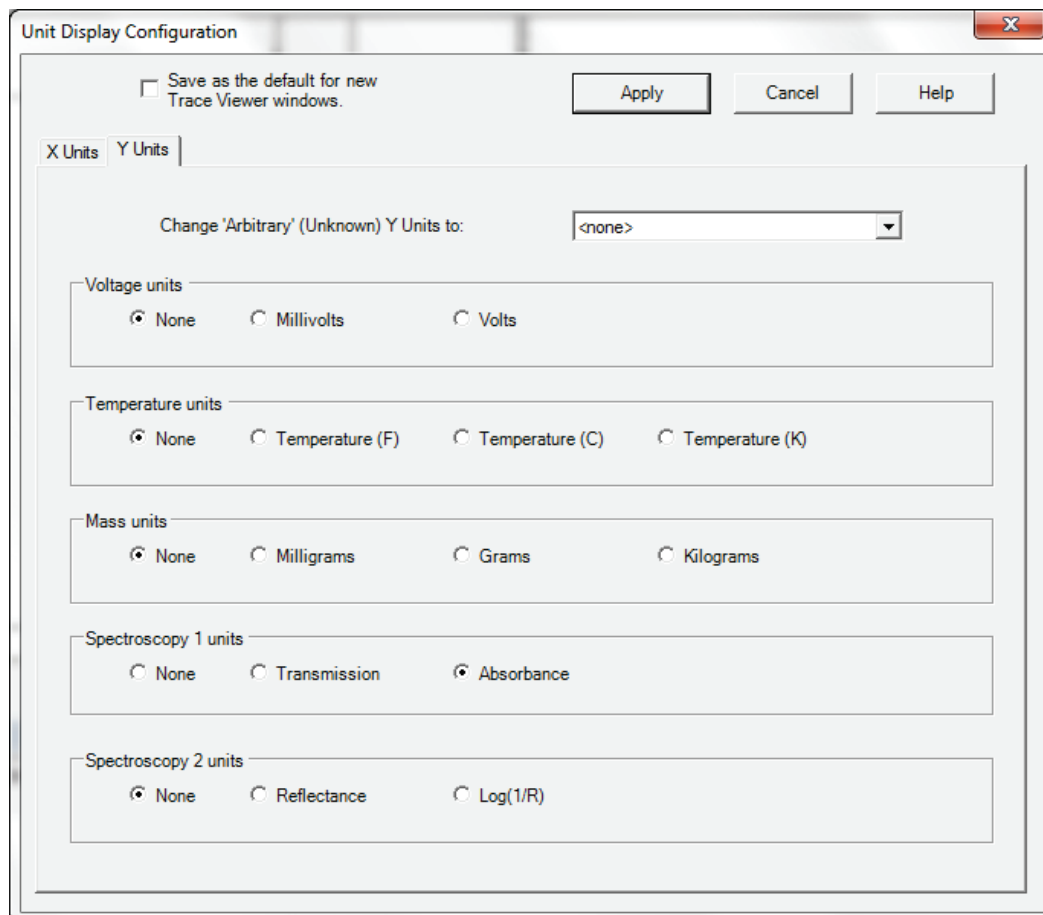 Unit Display Configuration
X
Save as the default for new
Trace Viewer windows.
Apply
Cancel
Help
X Units
Y Units
Change 'Arbitrary' (Unknown) Y Units to:
<none>
Voltage units
None
Millivolts
Volts
Temperature units
None
Temperature (F)
Temperature (C)
Temperature (K)
Mass units
None
Milligrams
Grams
Kilograms
Spectroscopy 1 units
None
Transmission
Absorbance
Spectroscopy 2 units
None
Reflectance
Log(1/R)